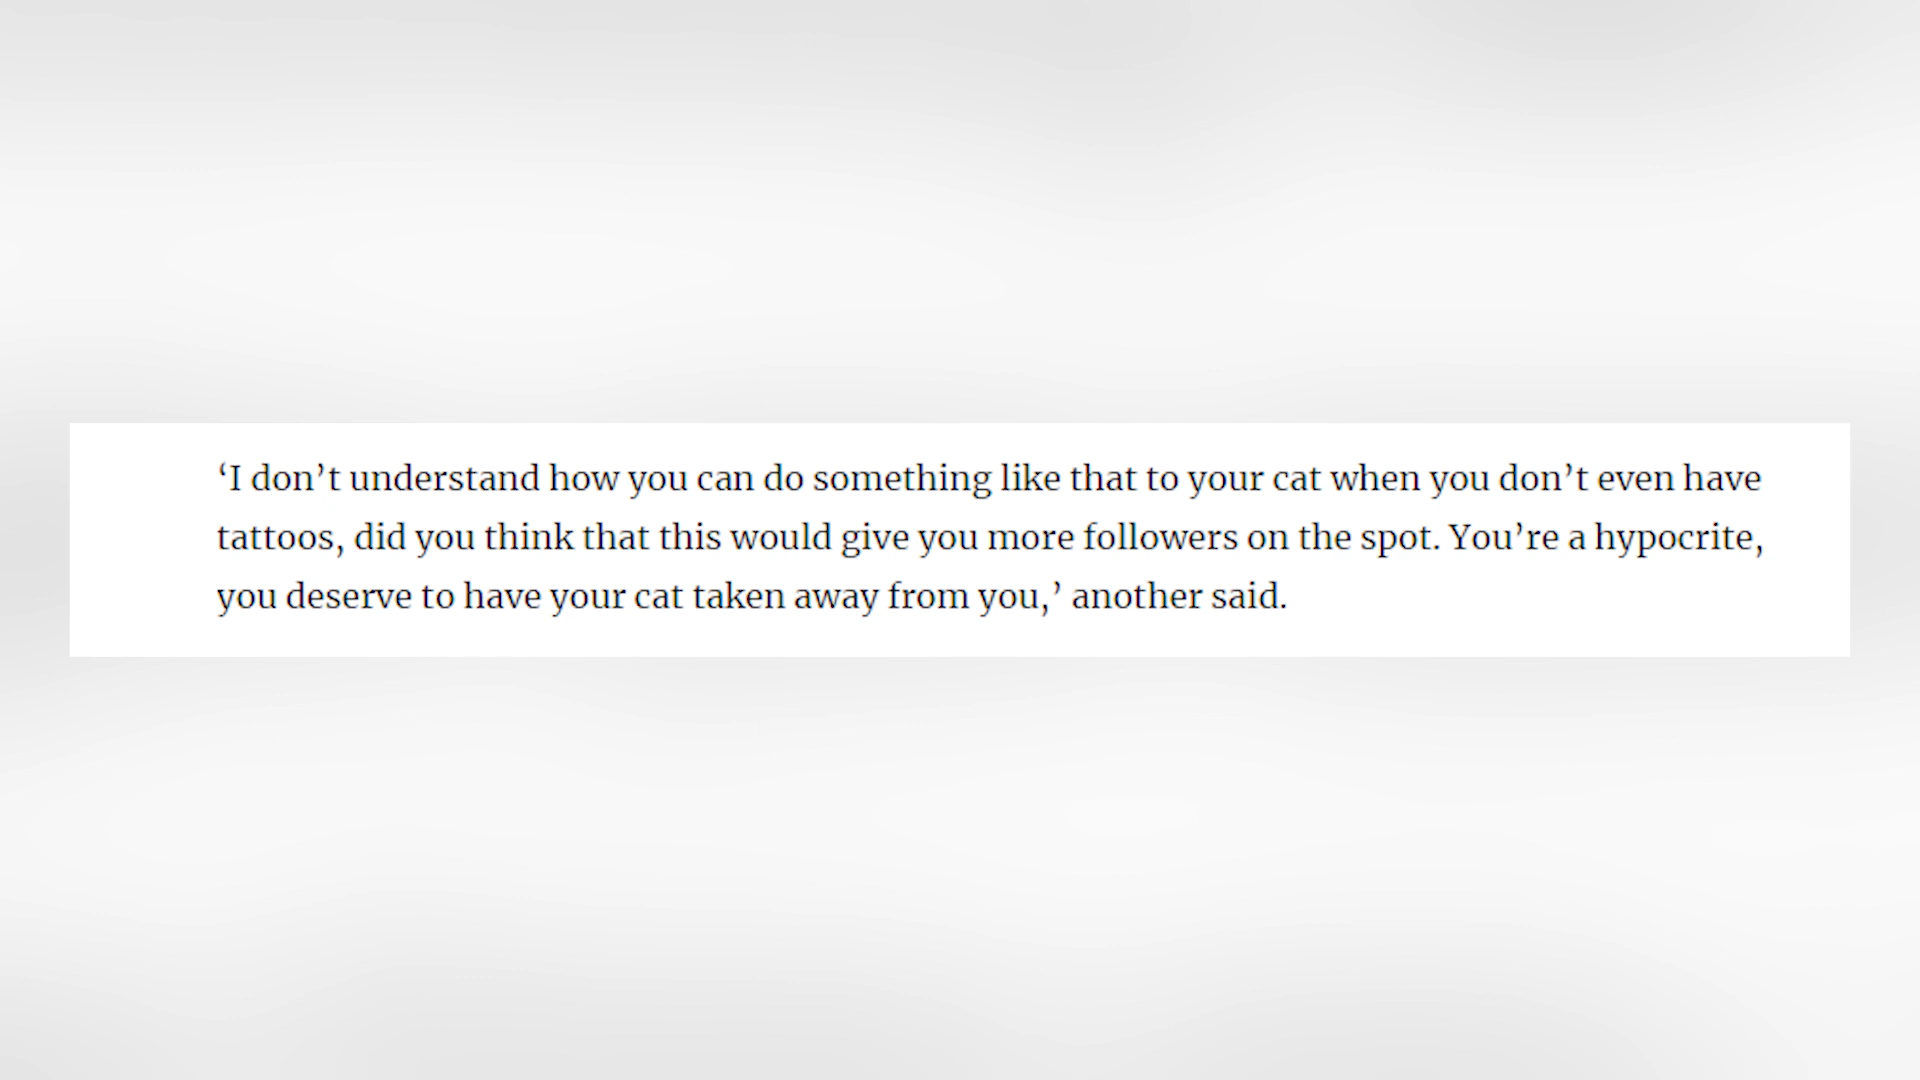 ‘I don’t understand how you can do something like that to your cat when you don’t even have
tattoos, did you think that this would give you more followers on the spot. You’re a hypocrite,
you deserve to have your cat taken away from you,’ another said.